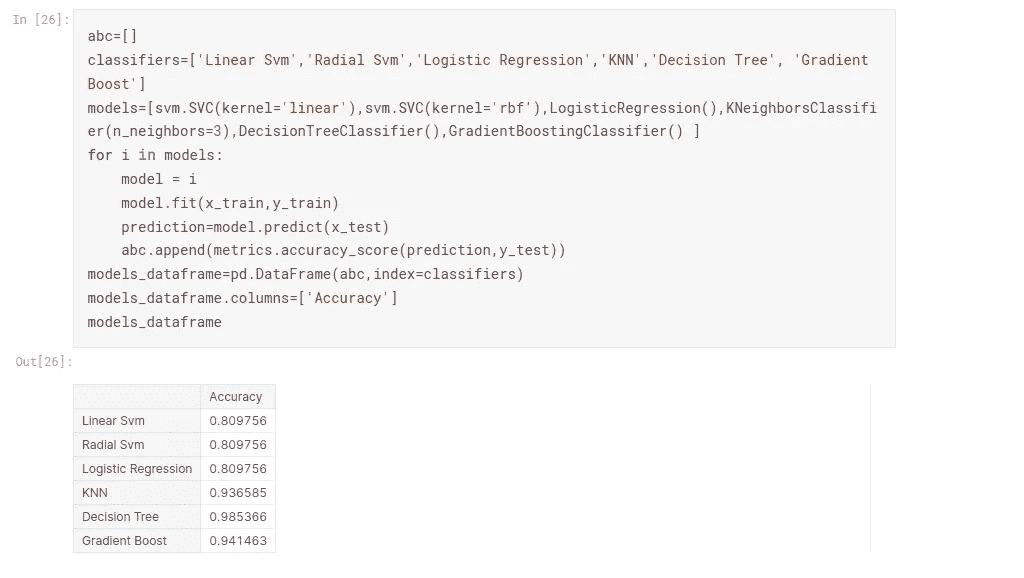 In [26]:
abc=[]
classifiers=['Linear Svm','Radial Svm','Logistic Regression','KNN','Decision Tree', 'Gradient
Boost']
models=[svm.SVC(kernel='linear'),svm.SVC(kernel='rbf'),LogisticRegression(),KNeighborsClassifi
er(n_neighbors=3),DecisionTreeClassifier(),GradientBoostingClassifier() ]
for i in models:
    model = i
    model.fit(x_train,y_train)
    prediction=model.predict(x_test)
    abc.append(metrics.accuracy_score(prediction,y_test))
models_dataframe=pd.DataFrame(abc,index=classifiers)
models_dataframe.columns=['Accuracy']
models_dataframe
Out[26]:
Accuracy
Linear Svm 0.809756
Radial Svm 0.809756
Logistic Regression 0.809756
KNN 0.936585
Decision Tree 0.985366
Gradient Boost 0.941463